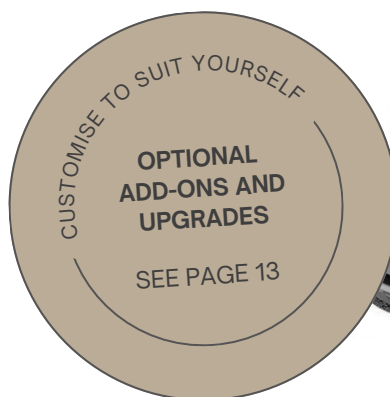 CUSTOMISE TO SUIT YOURSELF
OPTIONAL
ADD-ONS AND
UPGRADES
SEE PAGE 13